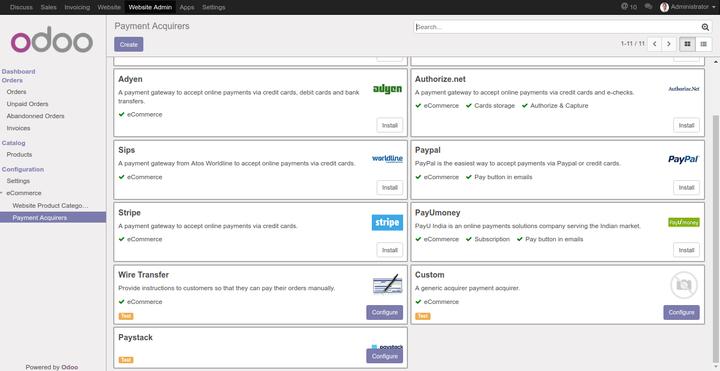 Discuss Sales Invoicing Website Website Admin Apps Settings @ 10 Administrator
odoo
Payment Acquirers
Search...
Create
1-11 / 11
Dashboard
Orders
Orders
Unpaid Orders
Abandoned Orders
Invoices
Catalog
Products
Configuration
Settings
eCommerce
Website Product Catego...
Payment Acquirers
Powered by Odoo
Adyen
A payment gateway to accept online payments via credit cards, debit cards and bank
transfers.
eCommerce
adyen
Install
Authorize.net
A payment gateway to accept online payments via credit cards and e-checks.
eCommerce Cards storage Authorize & Capture
Authorize.Net
Install
Sips
A payment gateway from Atos Worldline to accept online payments via credit cards.
eCommerce
worldline
Install
Paypal
PayPal is the easiest way to accept payments via Paypal or credit cards.
eCommerce Pay button in emails
PayPal
Install
Stripe
A payment gateway to accept online payments via credit cards.
eCommerce
stripe
Install
PayUmoney
PayU India is an online payments solutions company serving the Indian market.
eCommerce Subscription Pay button in emails
PayUmoney
Install
Wire Transfer
Provide instructions to customers so that they can pay their orders manually.
eCommerce
Test
Configure
Custom
A generic acquirer payment acquirer.
eCommerce
Test
Configure
Paystack
paystack
Test
Configure